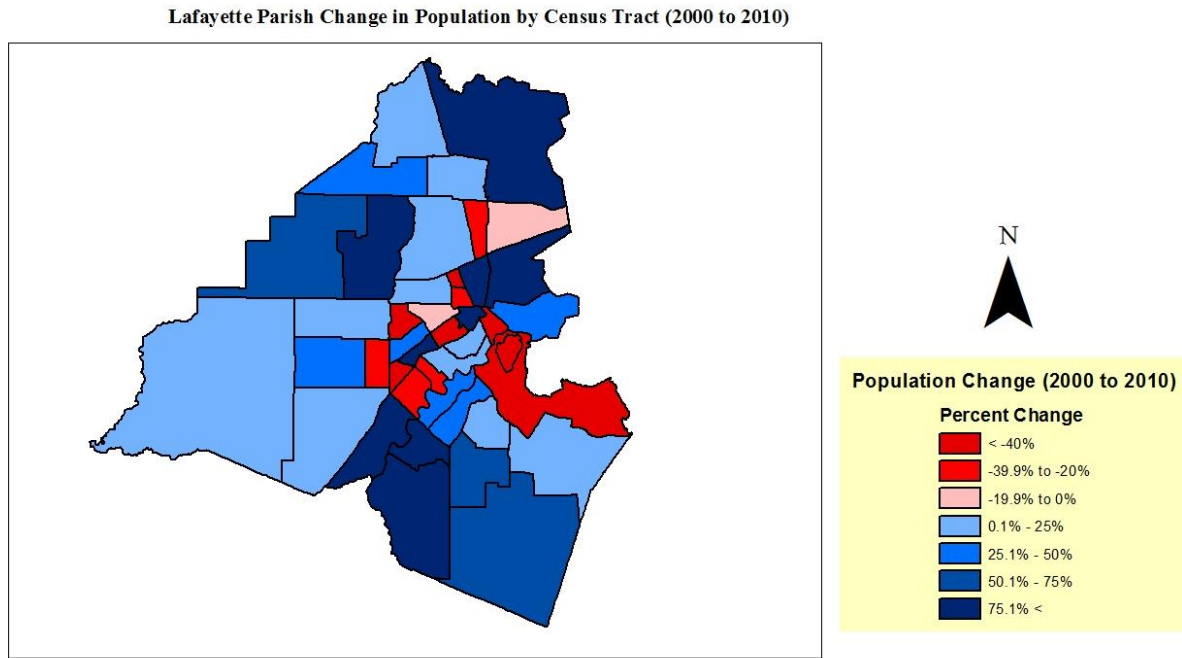 Lafayette Parish Change in Population by Census Tract (2000 to 2010)
N
Population Change (2000 to 2010)
Percent Change
< -40%
-39.9% to -20%
-19.9% to 0%
0.1% - 25%
25.1% - 50%
50.1% - 75%
75.1% <